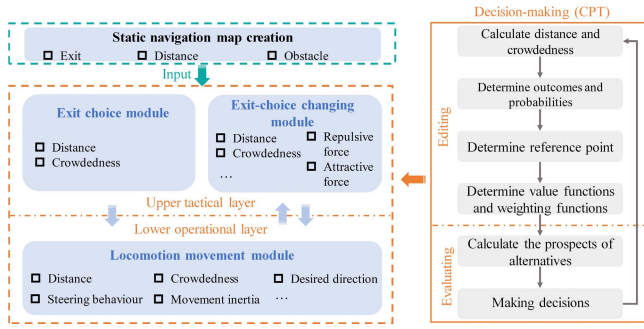 Static navigation map creation
Exit
Distance
Obstacle
Input
Exit choice module
Distance
Crowdedness
Exit-choice changing
module
Distance
Crowdedness
…
Repulsive
force
Attractive
force
Upper tactical layer
Lower operational layer
Locomotion movement module
Distance
Crowdedness
Desired direction
Steering behaviour
Movement inertia
…
Decision-making (CPT)
Editing
Calculate distance and
crowdedness
Determine outcomes and
probabilities
Determine reference point
Determine value functions
and weighting functions
Evaluating
Calculate the prospects of
alternatives
Making decisions